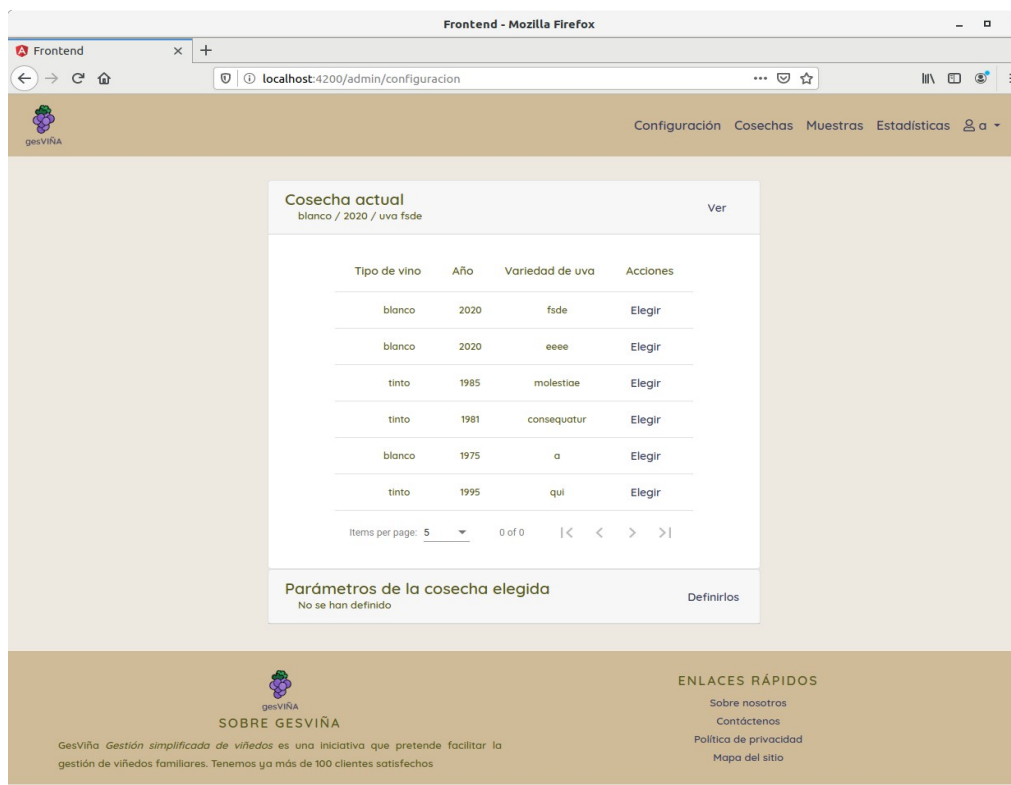 Frontend - Mozilla Firefox
Frontend
localhost:4200/admin/configuracion
gesVIÑA
Configuración Cosechas Muestras Estadísticas a
Cosecha actual
blanco / 2020 / uva fsde
Ver
Tipo de vino Año Variedad de uva Acciones
blanco 2020 fsde Elegir
blanco 2020 eeee Elegir
tinto 1985 molestiae Elegir
tinto 1981 consequatur Elegir
blanco 1975 a Elegir
tinto 1995 qui Elegir
Items per page: 5 0 of 0
Parámetros de la cosecha elegida
No se han definido
Definirlos
gesVIÑA
SOBRE GESVIÑA
GesViña Gestión simplificada de viñedos es una iniciativa que pretende facilitar la
gestión de viñedos familiares. Tenemos ya más de 100 clientes satisfechos
ENLACES RÁPIDOS
Sobre nosotros
Contáctenos
Política de privacidad
Mapa del sitio